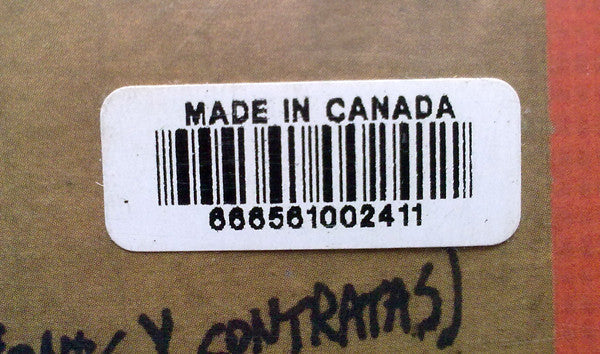 MADE IN CANADA
666561002411
Y CONTRATAS)